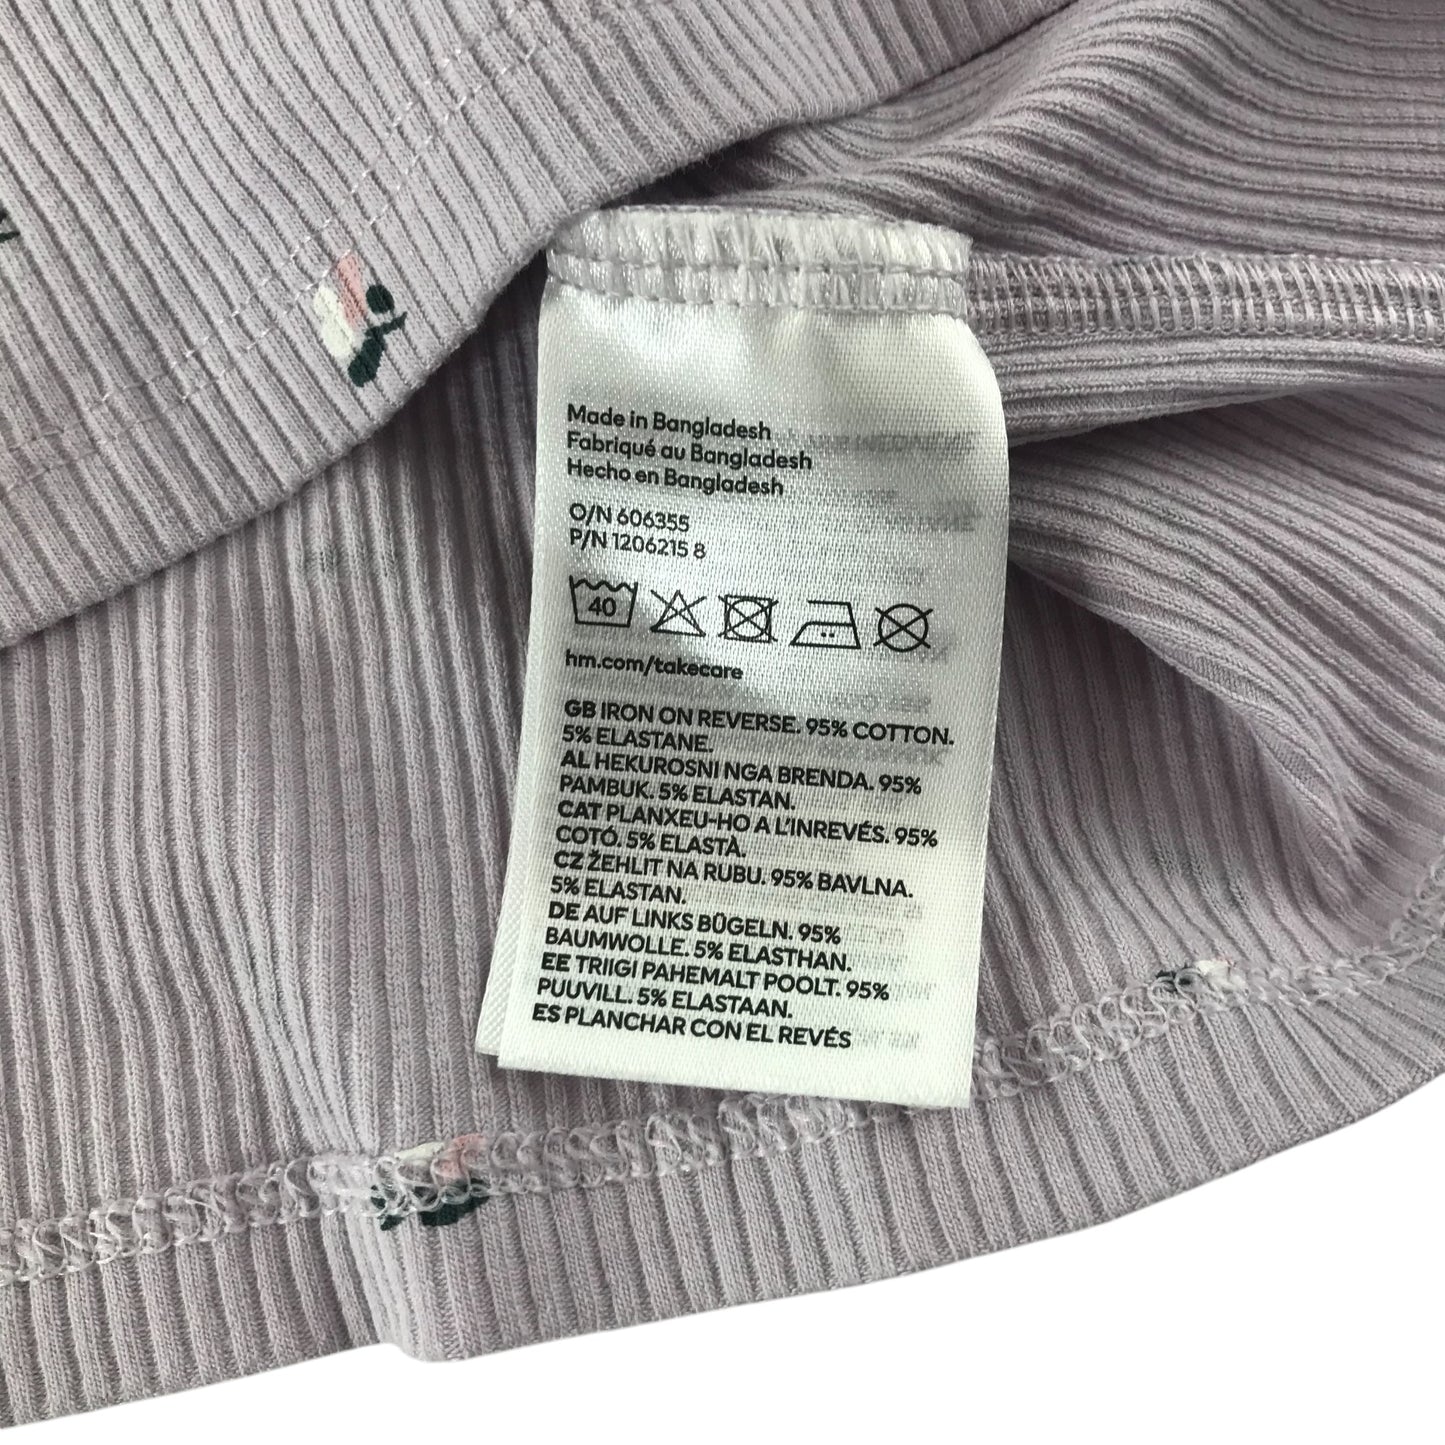 Made in Bangladesh
Fabriqué au Bangladesh
Hecho en Bangladesh
O/N 606355
P/N 1206215 8
40
hm.com/takecare
GB IRON ON REVERSE. 95% COTTON.
5% ELASTANE.
AL HEKUROSNI NGA BRENDA. 95%
PAMBUK. 5% ELASTAN.
CAT PLANXEU-HO A L'INREVÉS. 95%
COTÓ. 5% ELASTÀ.
CZ ŽEHLIT NA RUBU. 95% BAVLNA.
5% ELASTAN.
DE AUF LINKS BÜGELN. 95%
BAUMWOLLE. 5% ELASTHAN.
EE TRIIGI PAHEMALT POOLT. 95%
PUUVILL. 5% ELASTAAN.
ES PLANCHAR CON EL REVÉS